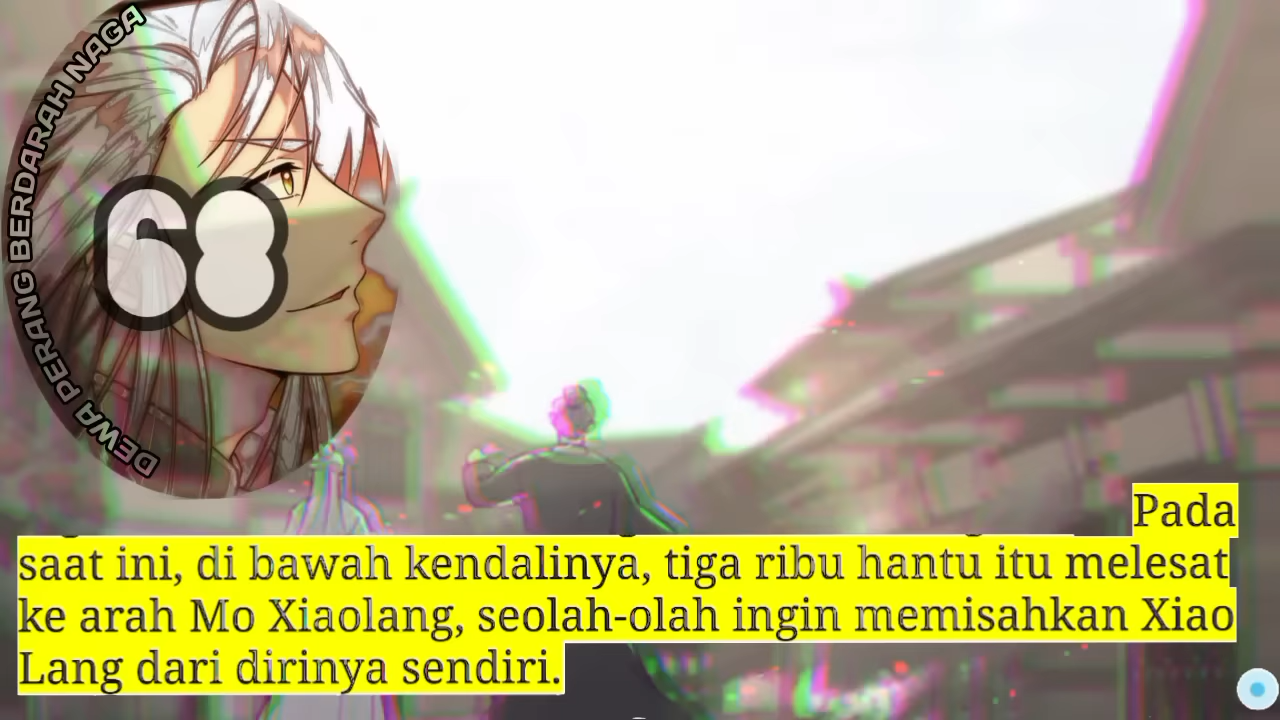 DEWA PERANG BERDARAH NAGA
68
Pada
saat ini, di bawah kendalinya, tiga ribu hantu itu melesat
ke arah Mo Xiaolang, seolah-olah ingin memisahkan Xiao
Lang dari dirinya sendiri.